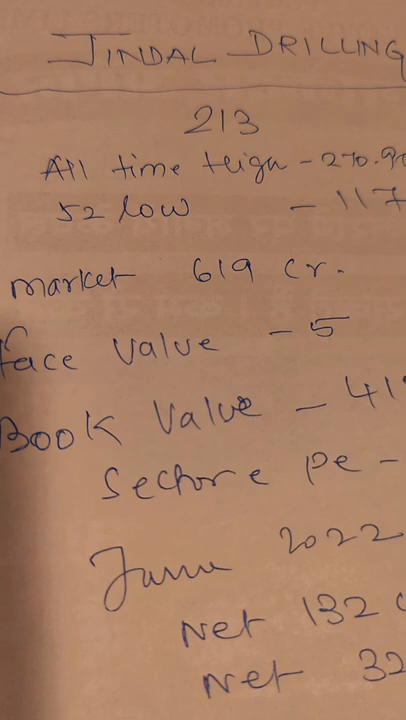 JINDAL DRILLING
213
All time High - 270.90
52 low - 117
market 619 cr.
face Value - 5
Book Value - 41
Sectore pe -
June 2022
Net 132 c
Net 32